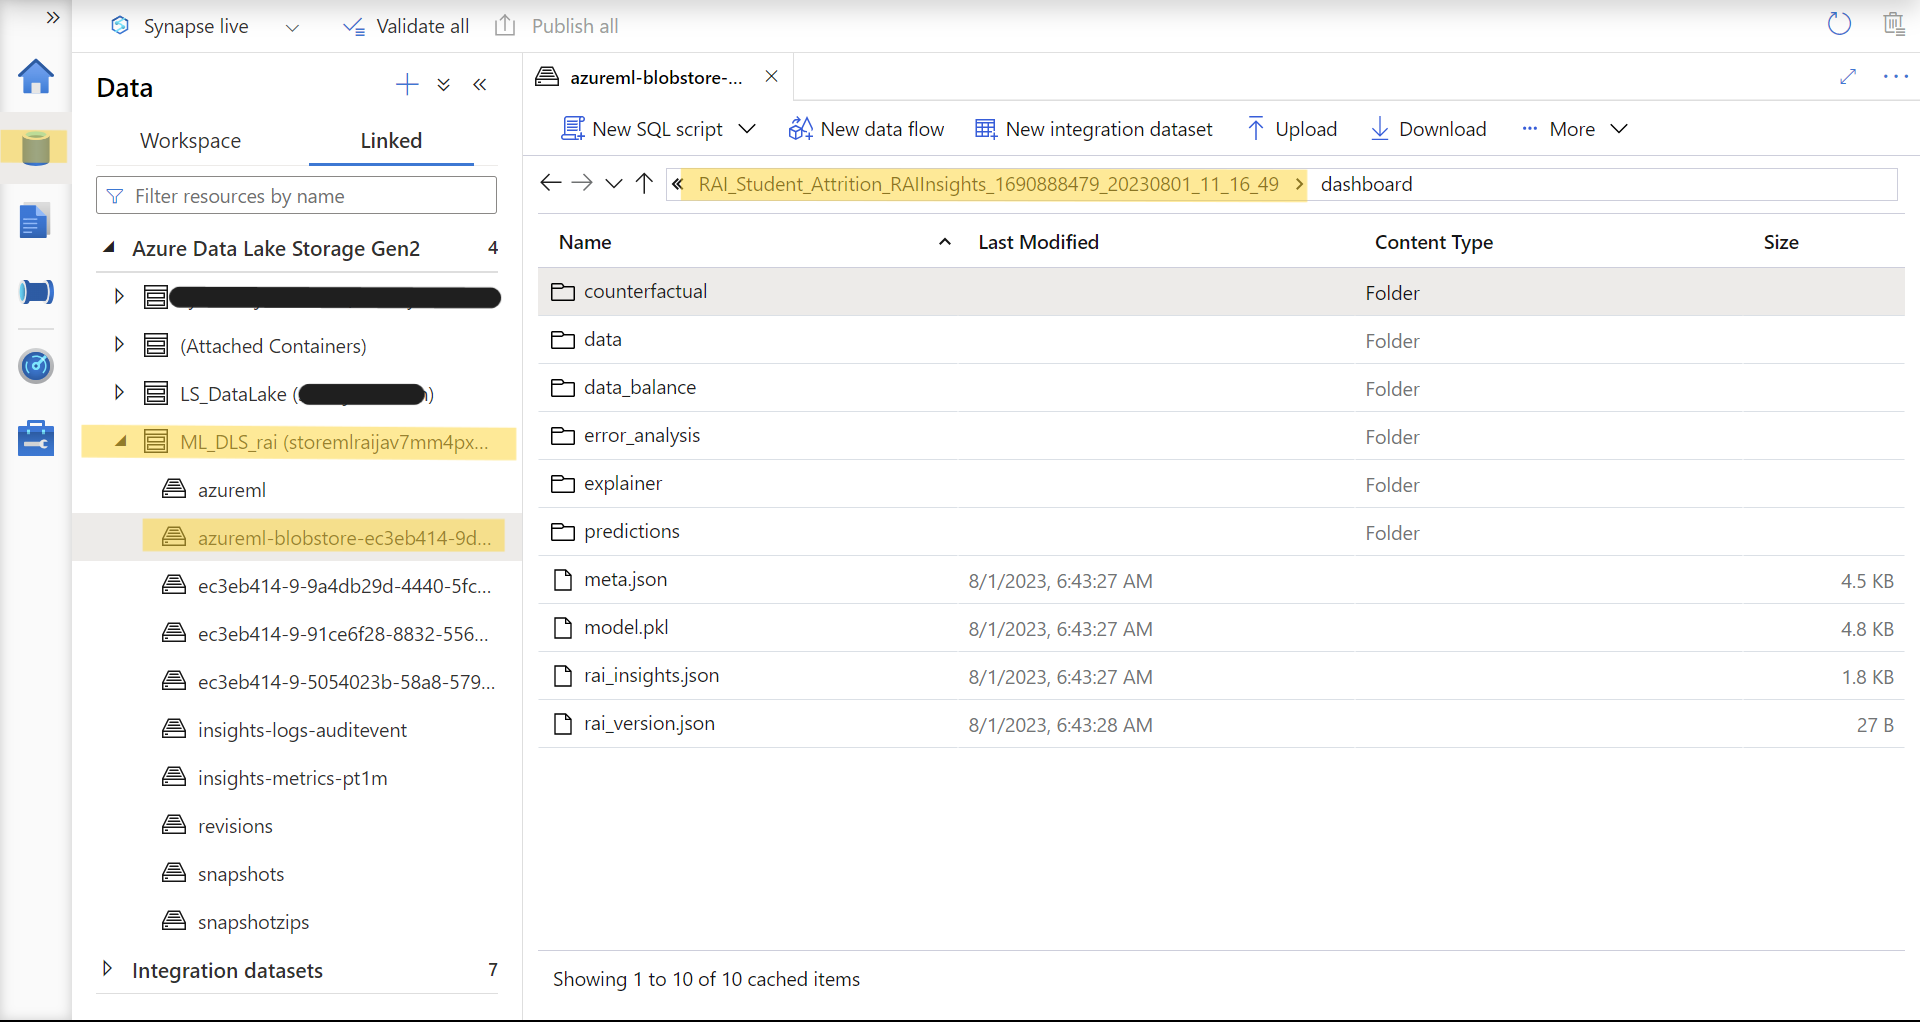 Synapse live Validate all Publish all
Data
Workspace Linked
Filter resources by name
Azure Data Lake Storage Gen2 4
(Attached Containers)
LS_DataLake ( )
ML_DLS_rai (storemlraijav7mm4px...
azureml
azureml-blobstore-ec3eb414-9d...
ec3eb414-9-9a4db29d-4440-5fc...
ec3eb414-9-91ce6f28-8832-556...
ec3eb414-9-5054023b-58a8-579...
insights-logs-auditevent
insights-metrics-pt1m
revisions
snapshots
snapshotzips
Integration datasets 7
azureml-blobstore-...
New SQL script New data flow New integration dataset Upload Download More
« RAI_Student_Attrition_RAIInsights_1690888479_20230801_11_16_49 > dashboard
Name Last Modified Content Type Size
counterfactual Folder
data Folder
data_balance Folder
error_analysis Folder
explainer Folder
predictions Folder
meta.json 8/1/2023, 6:43:27 AM 4.5 KB
model.pkl 8/1/2023, 6:43:27 AM 4.8 KB
rai_insights.json 8/1/2023, 6:43:27 AM 1.8 KB
rai_version.json 8/1/2023, 6:43:28 AM 27 B
Showing 1 to 10 of 10 cached items